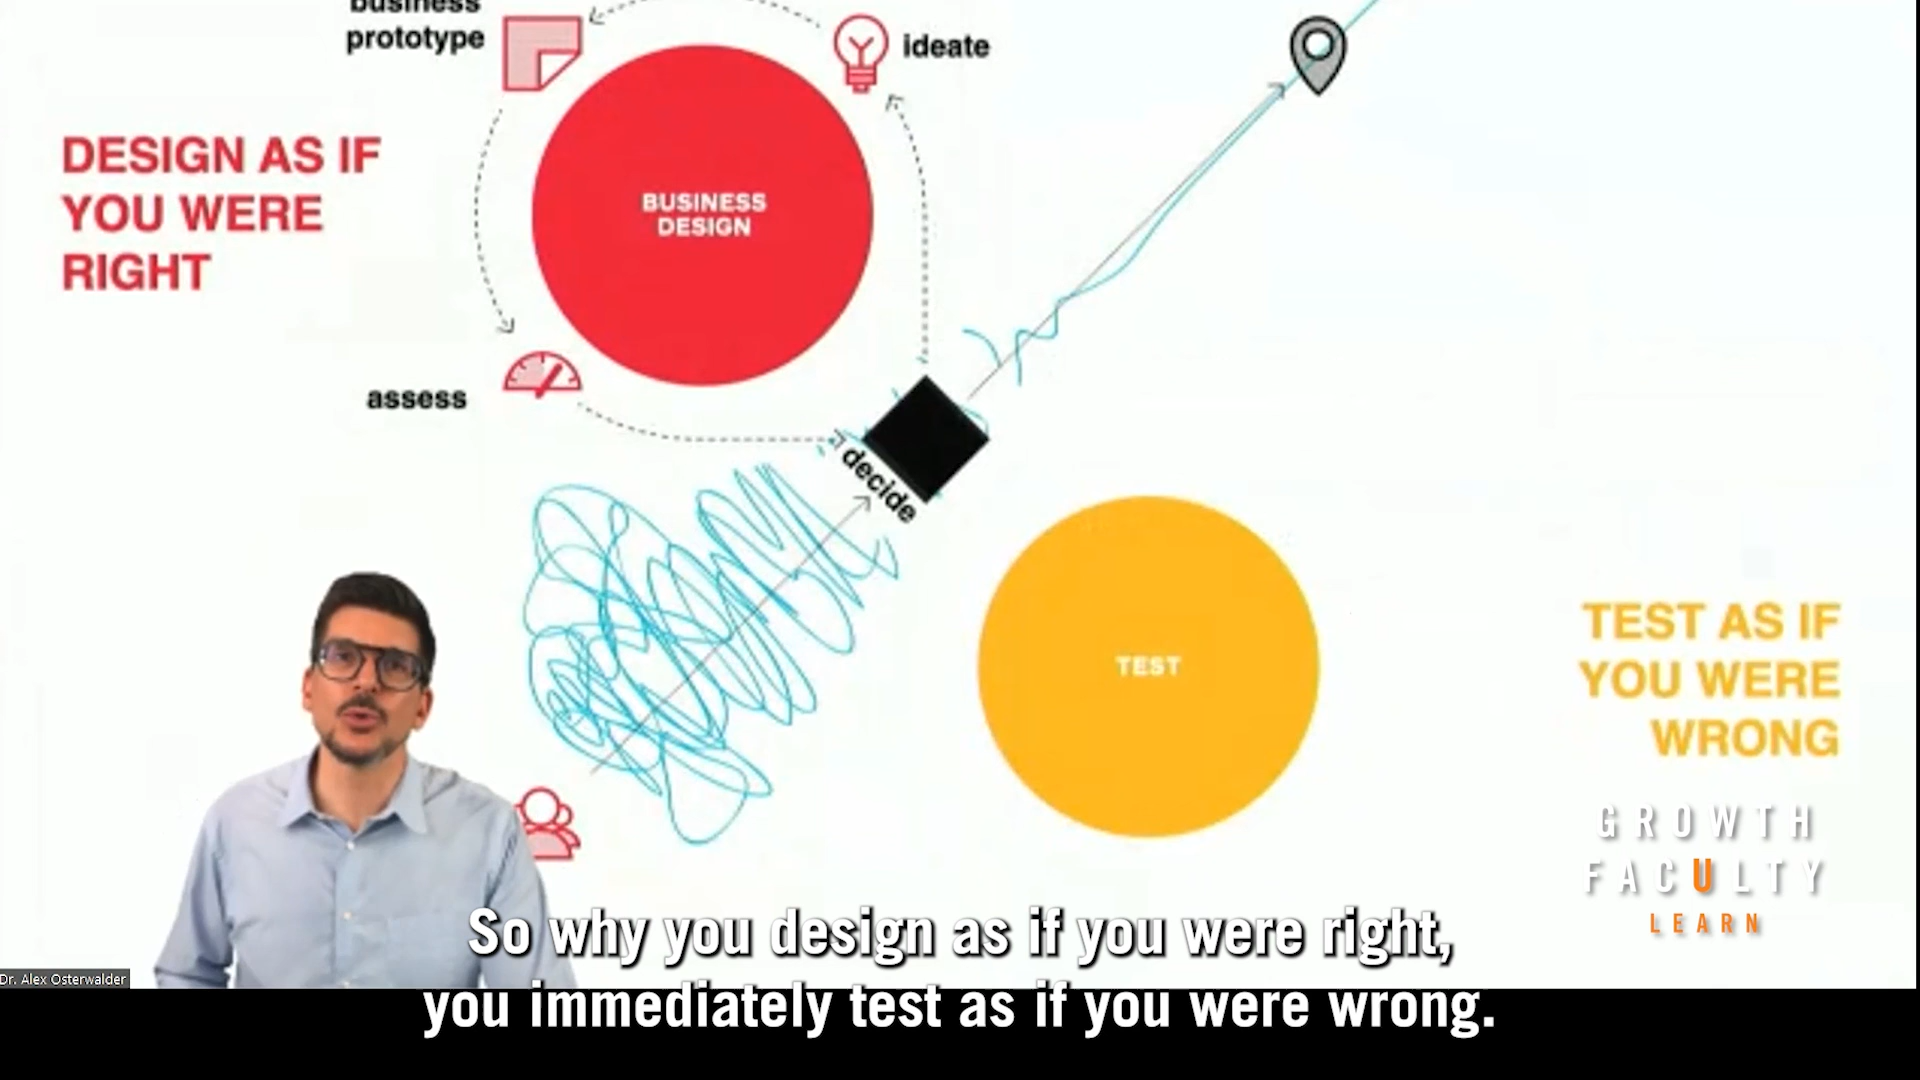 business
prototype
ideate
DESIGN AS IF
YOU WERE
RIGHT
BUSINESS
DESIGN
assess
decide
TEST
TEST AS IF
YOU WERE
WRONG
GROWTH
FACULTY
LEARN
So why you design as if you were right,
Dr. Alex Osterwalder
you immediately test as if you were wrong.